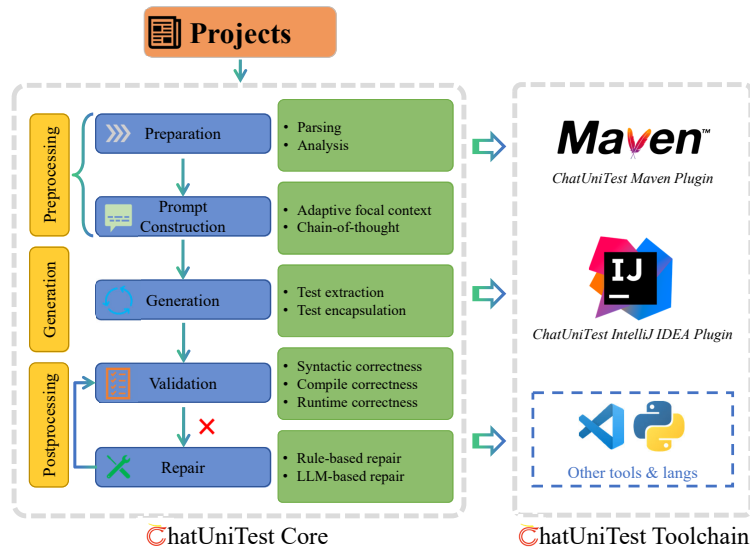 Projects
Preprocessing
Preparation
• Parsing
• Analysis
Prompt
Construction
• Adaptive focal context
• Chain-of-thought
Generation
Generation
• Test extraction
• Test encapsulation
Postprocessing
Validation
• Syntactic correctness
• Compile correctness
• Runtime correctness
Repair
• Rule-based repair
• LLM-based repair
ChatUniTest Core
Maven™
ChatUniTest Maven Plugin
IJ
ChatUniTest IntelliJ IDEA Plugin
Other tools & langs
ChatUniTest Toolchain